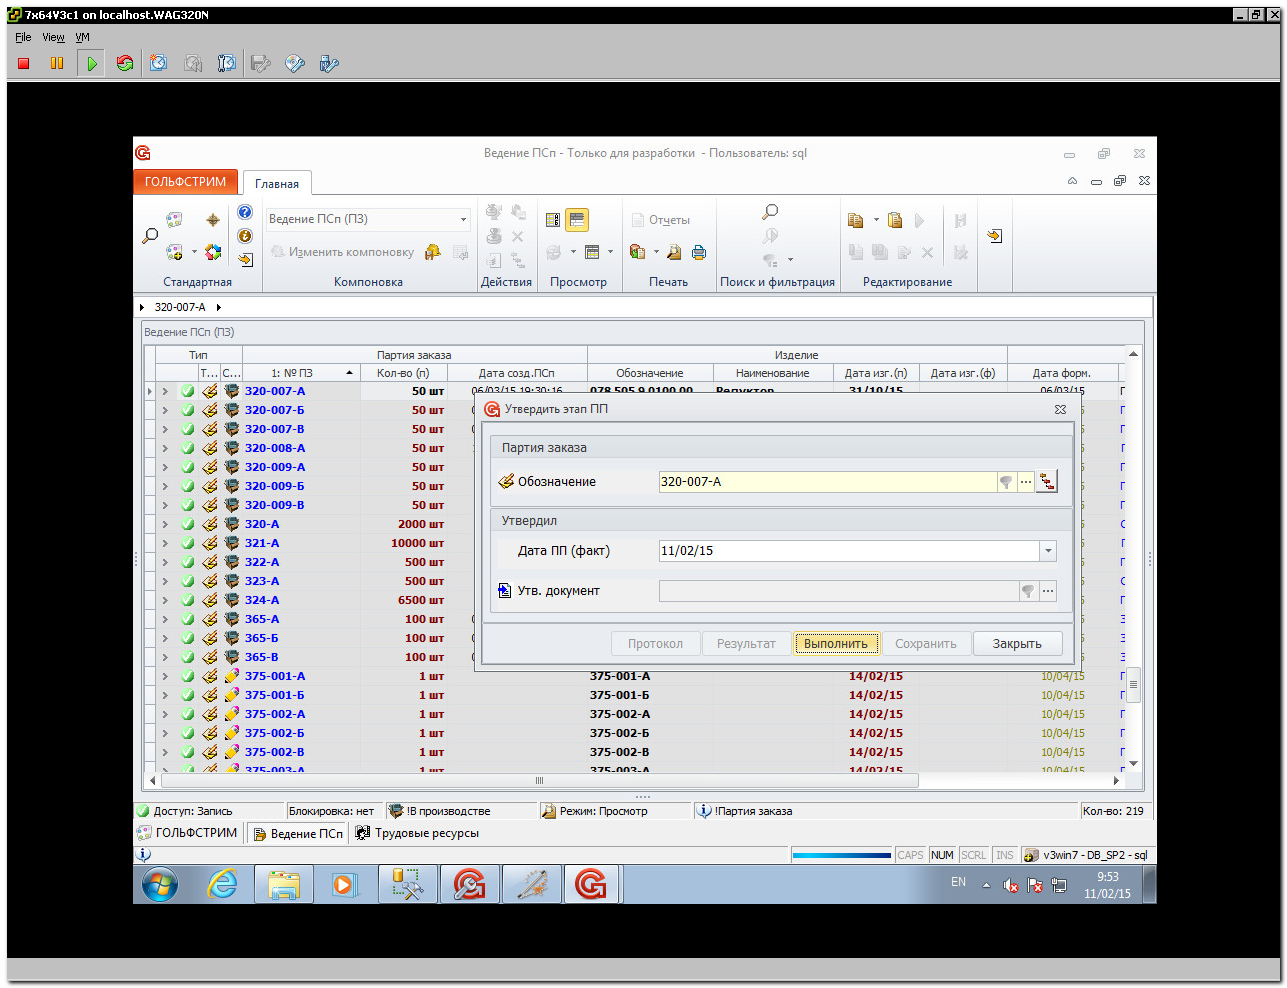 7x64V3c1 on localhost.WAG320N
File View VM
Ведение ПСп - Только для разработки - Пользователь: sql
ГОЛЬФСТРИМ Главная
Ведение ПСп (ПЗ)
Отчеты
Изменить компоновку
Стандартная Компоновка Действия Просмотр Печать Поиск и фильтрация Редактирование
320-007-А
Ведение ПСп (ПЗ)
Тип Партия заказа Изделие
Т... С... 1: № ПЗ Кол-во (п) Дата созд.ПСп Обозначение Наименование Дата изг.(п) Дата изг.(ф) Дата форм.
320-007-А 50 шт 06/03/15 19:30:16 078.505.9.0100.00 Редуктор 31/10/15 06/03/15
320-007-Б 50 шт
320-007-В 50 шт
320-008-А 50 шт
320-009-А 50 шт
320-009-Б 50 шт
320-009-В 50 шт
320-А 2000 шт
321-А 10000 шт
322-А 500 шт
323-А 500 шт
324-А 6500 шт
365-А 100 шт
365-Б 100 шт
365-В 100 шт
375-001-А 1 шт 375-001-А 14/02/15 10/04/15
375-001-Б 1 шт 375-001-Б 14/02/15 10/04/15
375-002-А 1 шт 375-002-А 14/02/15 10/04/15
375-002-Б 1 шт 375-002-Б 14/02/15 10/04/15
375-002-В 1 шт 375-002-В 14/02/15 10/04/15
375-003-А 1 шт 375-003-А 14/02/15 10/04/15
Утвердить этап ПП
Партия заказа
Обозначение 320-007-А
Утвердил
Дата ПП (факт) 11/02/15
Утв. документ
Протокол Результат Выполнить Сохранить Закрыть
Доступ: Запись Блокировка: нет !В производстве Режим: Просмотр !Партия заказа Кол-во: 219
ГОЛЬФСТРИМ Ведение ПСп Трудовые ресурсы
CAPS NUM SCRL INS v3win7 - DB_SP2 - sql
EN 9:53
11/02/15